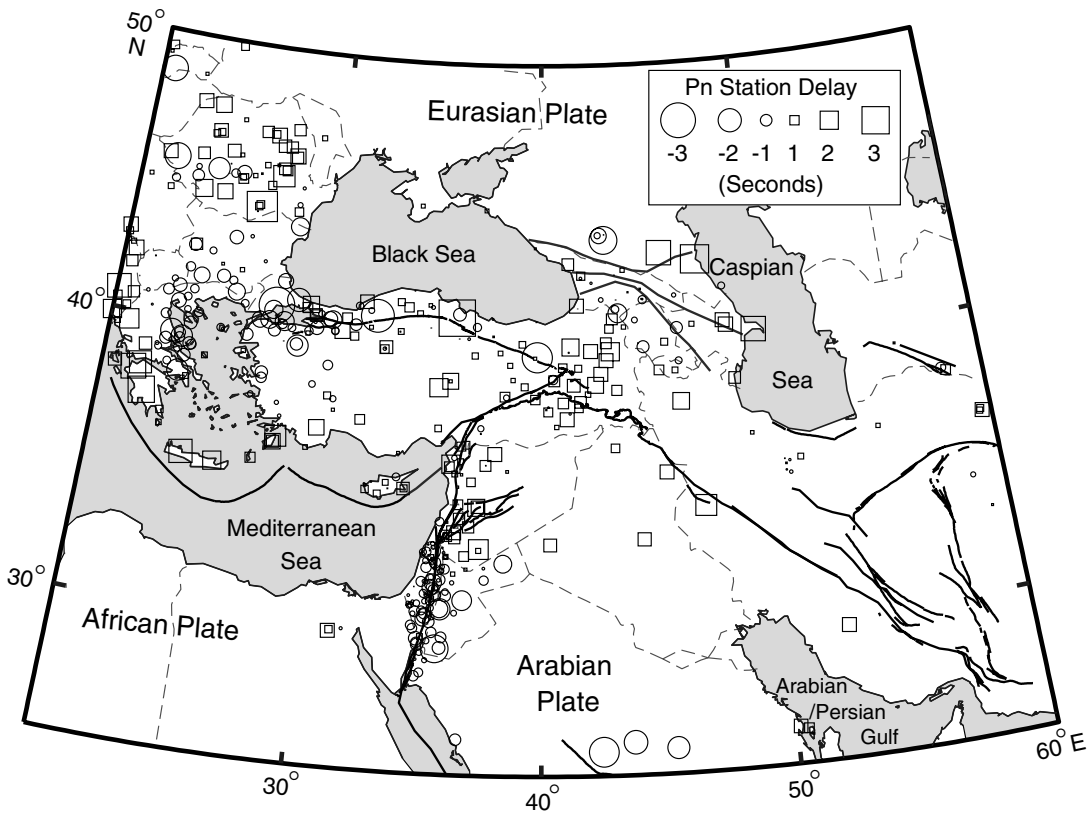 50°
N
Eurasian Plate
Pn Station Delay
-3 -2 -1 1 2 3
(Seconds)
Black Sea
Caspian
Sea
40°
Mediterranean
Sea
30°
African Plate
Arabian
Plate
Arabian
/Persian
Gulf
30°
40°
50°
60°E